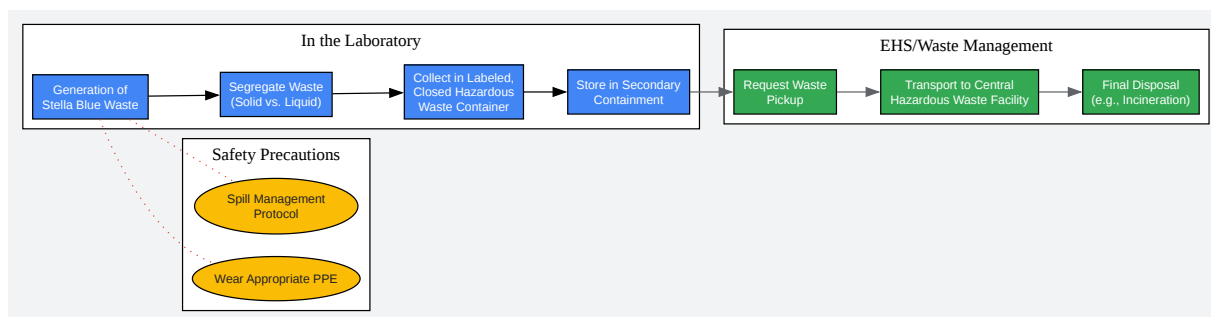 In the Laboratory
Generation of
Stella Blue Waste
Segregate Waste
(Solid vs. Liquid)
Collect in Labeled,
Closed Hazardous
Waste Container
Store in Secondary
Containment
EHS/Waste Management
Request Waste
Pickup
Transport to Central
Hazardous Waste Facility
Final Disposal
(e.g., Incineration)
Safety Precautions
Spill Management
Protocol
Wear Appropriate PPE